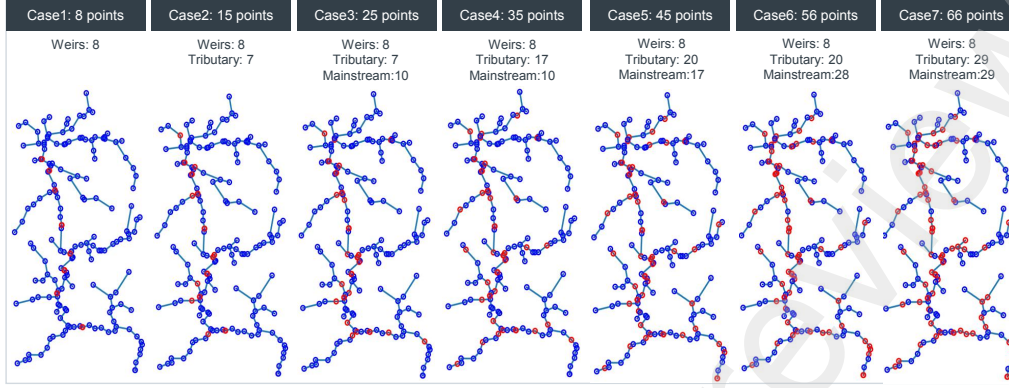 Case1: 8 points
Weirs: 8
Case2: 15 points
Weirs: 8
Tributary: 7
Case3: 25 points
Weirs: 8
Tributary: 7
Mainstream:10
Case4: 35 points
Weirs: 8
Tributary: 17
Mainstream:10
Case5: 45 points
Weirs: 8
Tributary: 20
Mainstream:17
Case6: 56 points
Weirs: 8
Tributary: 20
Mainstream:28
Case7: 66 points
Weirs: 8
Tributary: 29
Mainstream:29
eview